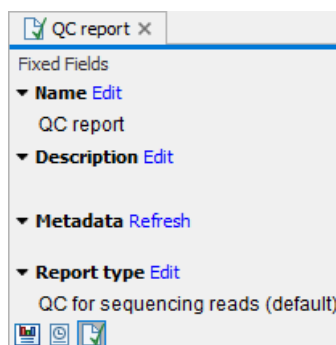 QC report
Fixed Fields
Name Edit
QC report
Description Edit
Metadata Refresh
Report type Edit
QC for sequencing reads (default)